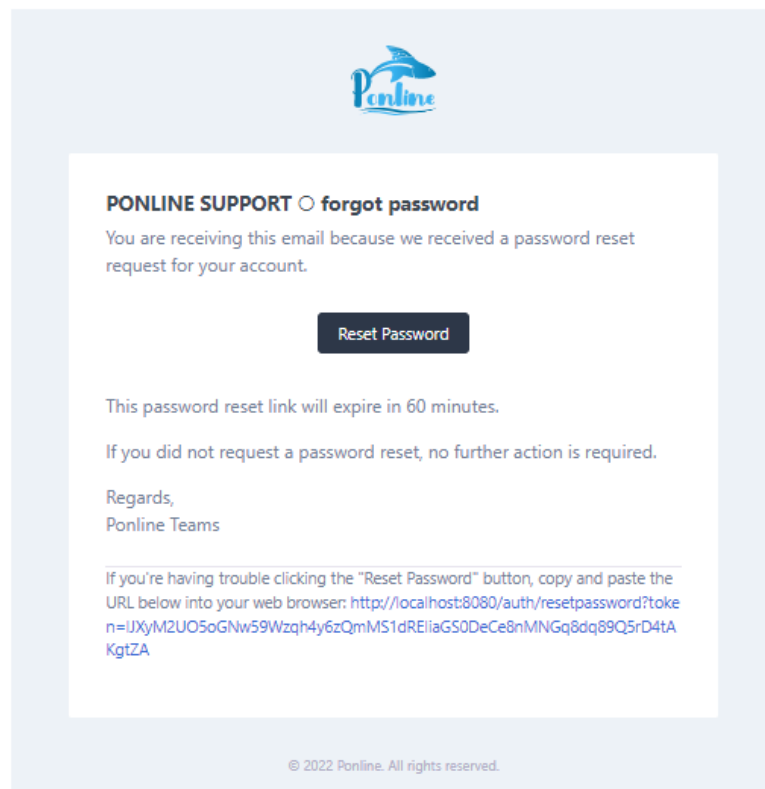 Ponline
PONLINE SUPPORT ○ forgot password
You are receiving this email because we received a password reset
request for your account.
Reset Password
This password reset link will expire in 60 minutes.
If you did not request a password reset, no further action is required.
Regards,
Ponline Teams
If you're having trouble clicking the "Reset Password" button, copy and paste the
URL below into your web browser: http://localhost:8080/auth/resetpassword?toke
n=IJXyM2UO5oGNw59Wzqh4y6zQmMS1dREIiaGS0DeCe8nMNGq8dq89Q5rD4tA
KgtZA
© 2022 Ponline. All rights reserved.